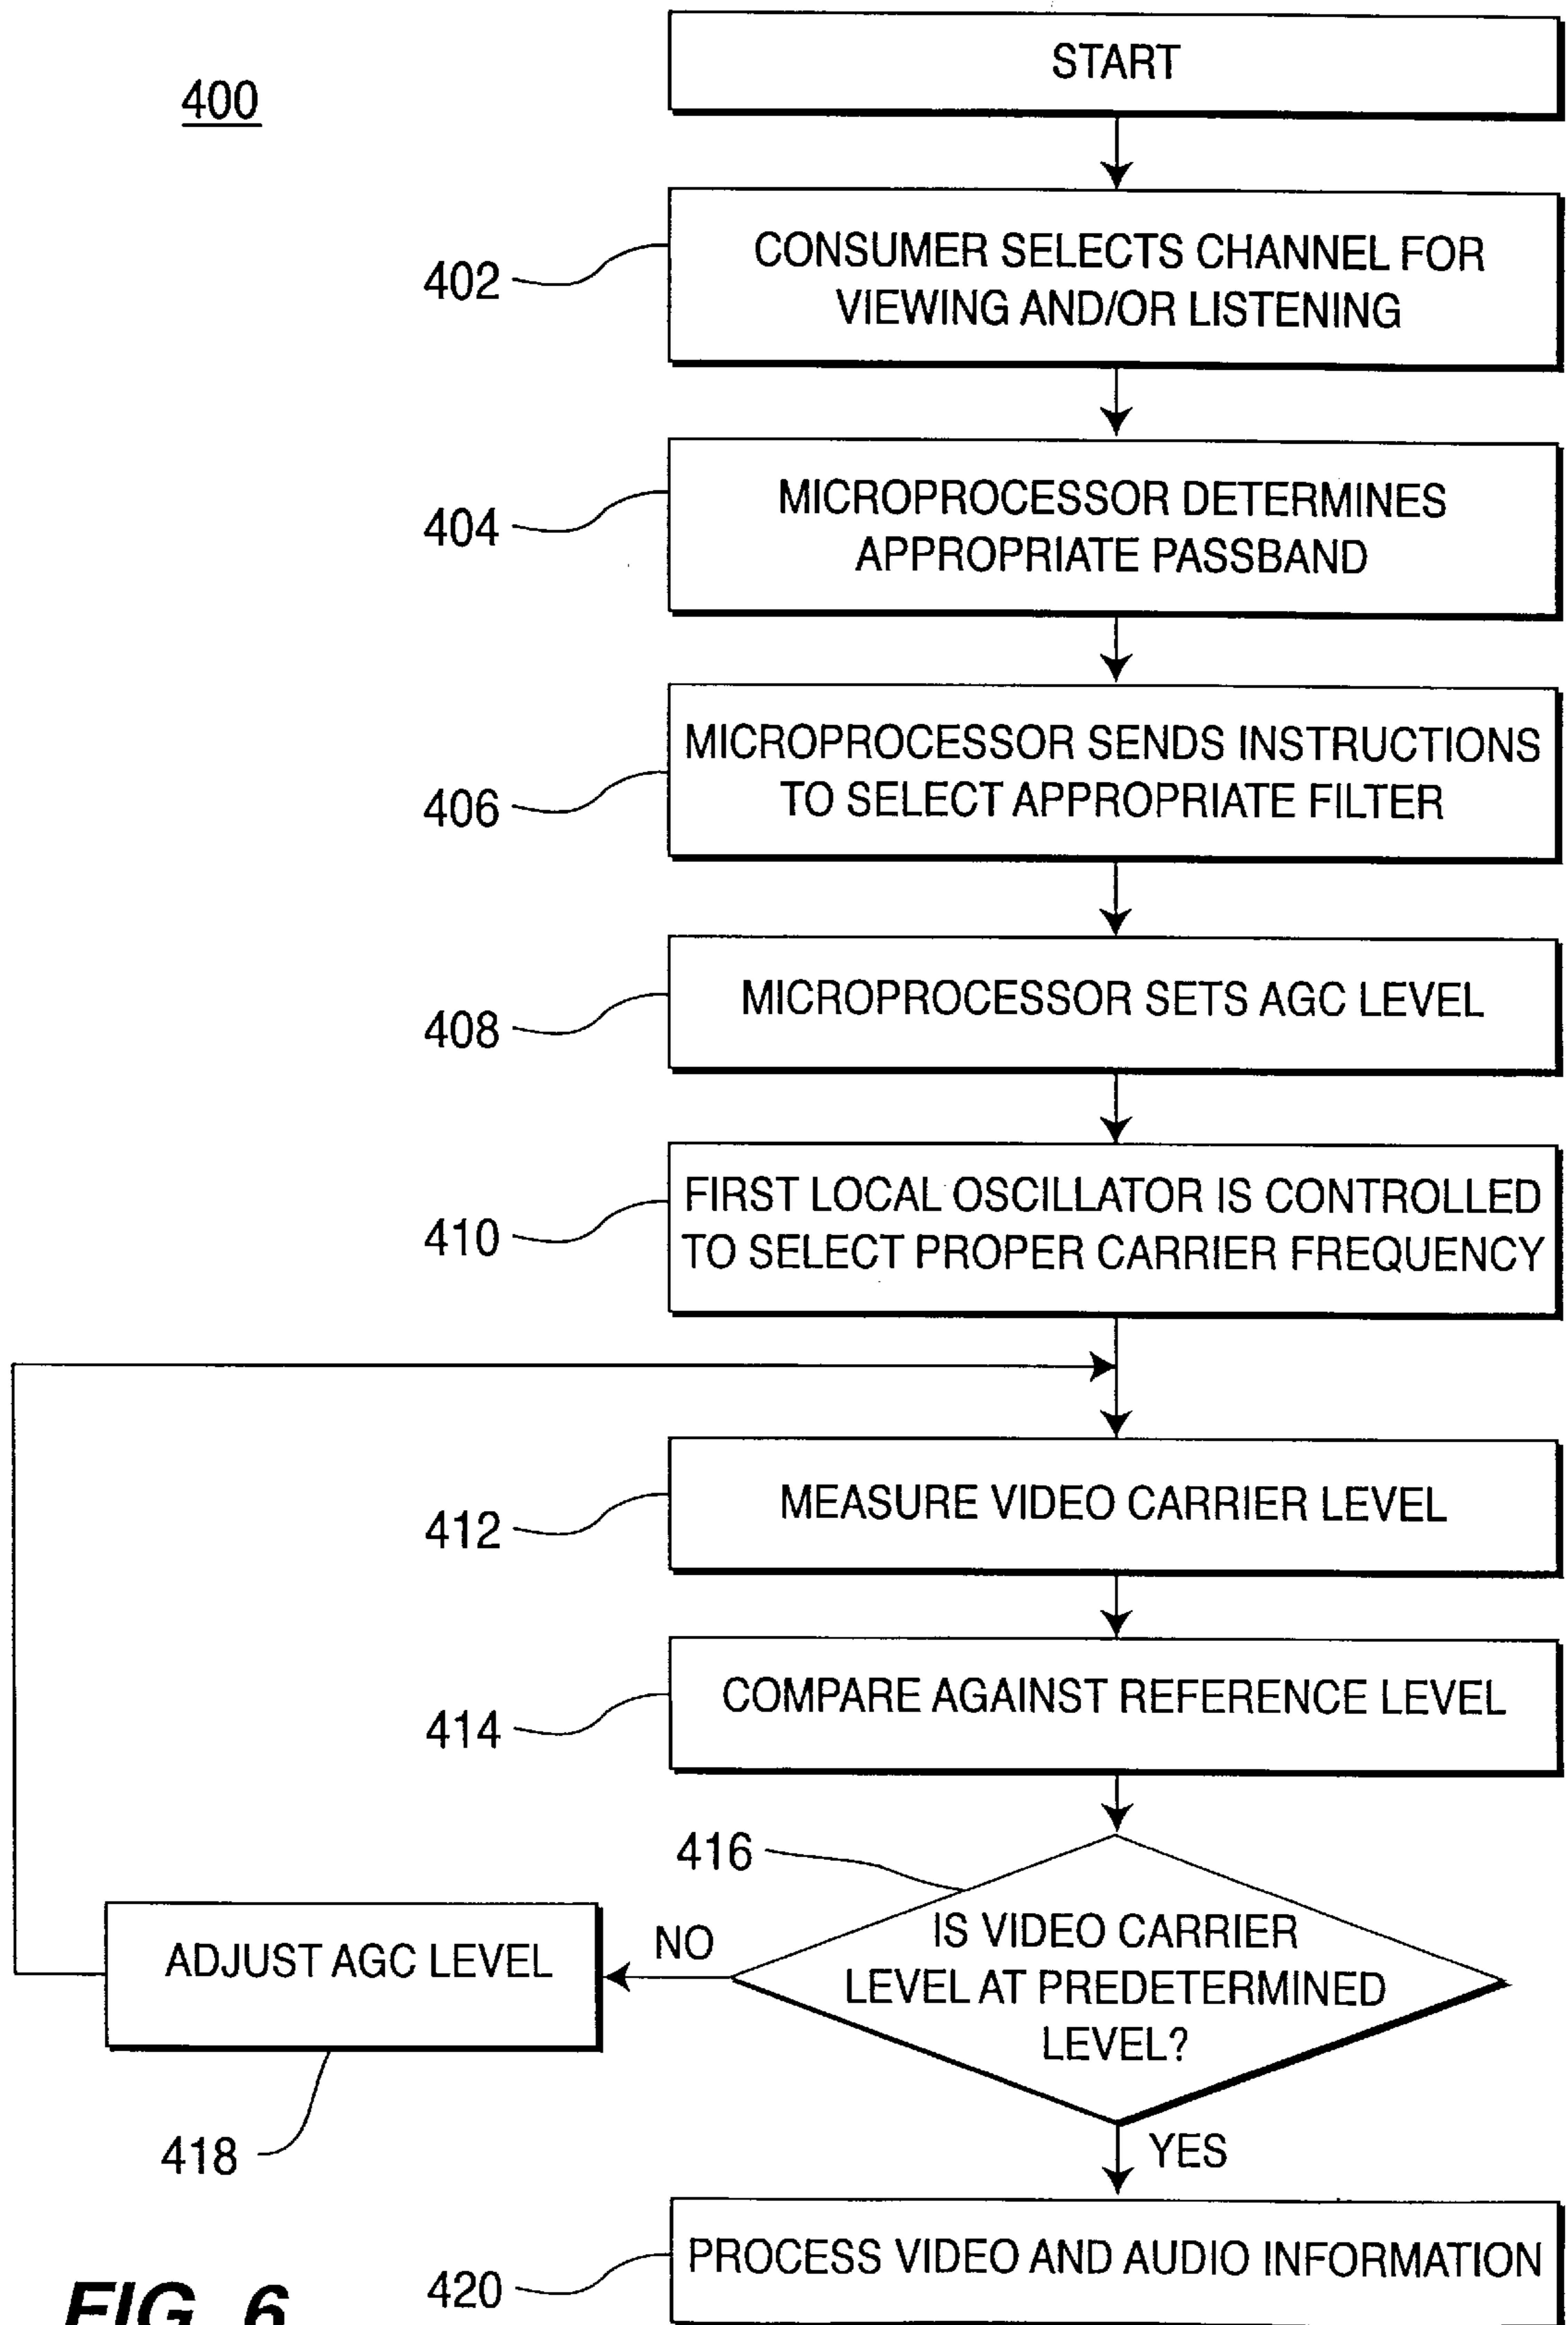 400
START
402
CONSUMER SELECTS CHANNEL FOR
VIEWING AND/OR LISTENING
404
MICROPROCESSOR DETERMINES
APPROPRIATE PASSBAND
406
MICROPROCESSOR SENDS INSTRUCTIONS
TO SELECT APPROPRIATE FILTER
408
MICROPROCESSOR SETS AGC LEVEL
410
FIRST LOCAL OSCILLATOR IS CONTROLLED
TO SELECT PROPER CARRIER FREQUENCY
412
MEASURE VIDEO CARRIER LEVEL
414
COMPARE AGAINST REFERENCE LEVEL
416
IS VIDEO CARRIER
LEVEL AT PREDETERMINED
LEVEL?
NO
ADJUST AGC LEVEL
418
YES
420
PROCESS VIDEO AND AUDIO INFORMATION
FIG. 6